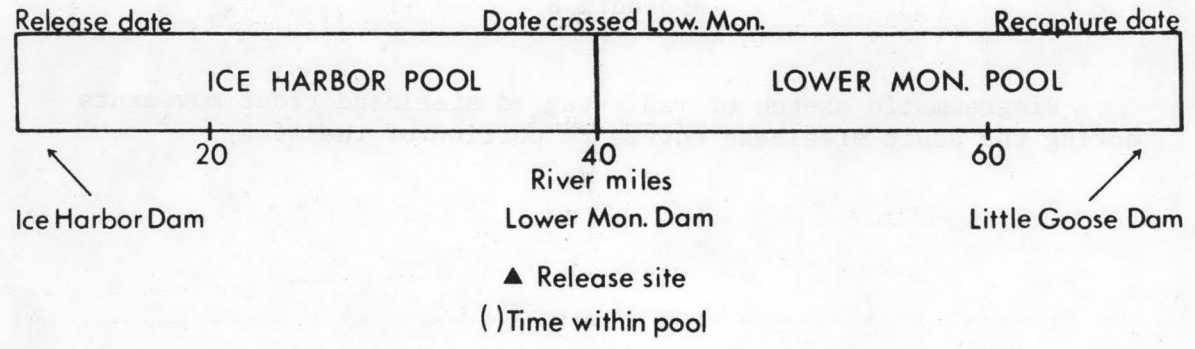 Release date Date crossed Low. Mon. Recapture date
ICE HARBOR POOL LOWER MON. POOL
20 40 60
River miles
Ice Harbor Dam Lower Mon. Dam Little Goose Dam
▲ Release site
( ) Time within pool